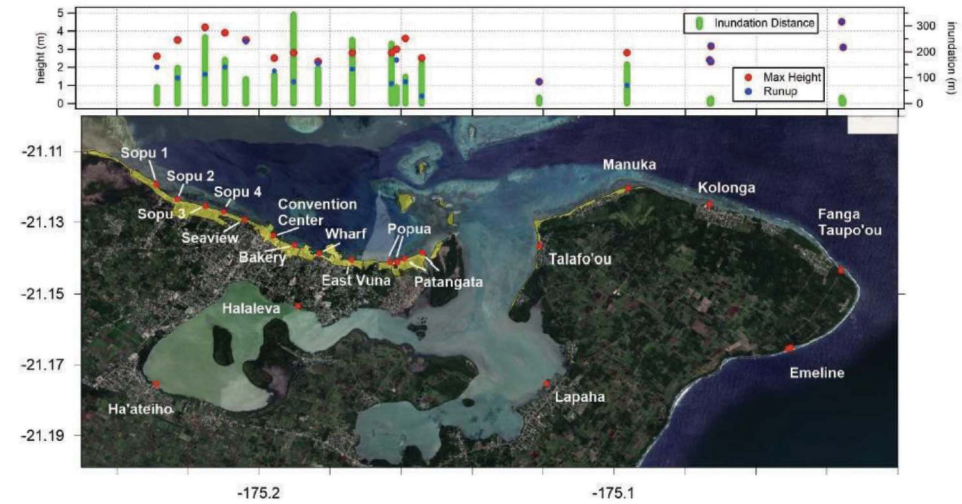 5
4
3
2
1
0
height (m)
Inundation Distance
Max Height
Runup
300
200
100
0
inundation (m)
-21.11
-21.13
-21.15
-21.17
-21.19
Sopu 1
Sopu 2
Sopu 3
Sopu 4
Seaview
Convention
Center
Bakery
Wharf
East Vuna
Popua
Patangata
Halaleva
Ha'ateiho
Manuka
Kolonga
Fanga
Taupo'ou
Talafo'ou
Emeline
Lapaha
-175.2
-175.1